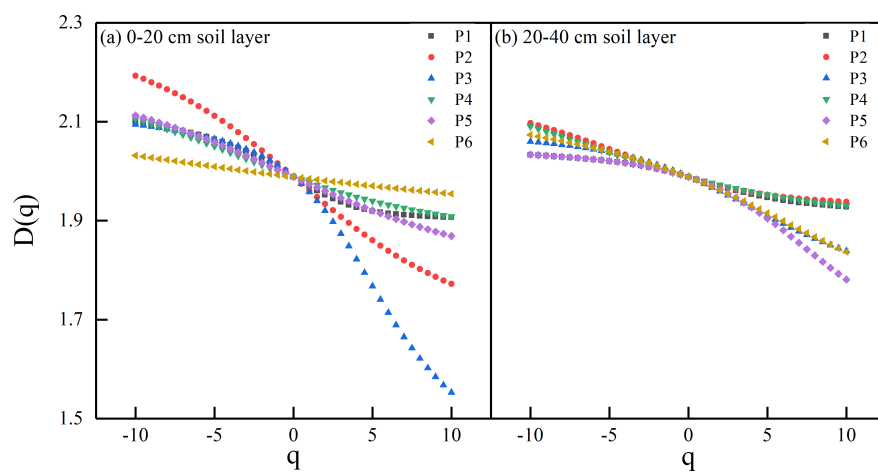 2.3
2.1
1.9
1.7
1.5
D(q)
(a) 0-20 cm soil layer
P1
P2
P3
P4
P5
P6
-10 -5 0 5 10
q
(b) 20-40 cm soil layer
P1
P2
P3
P4
P5
P6
-10 -5 0 5 10
q